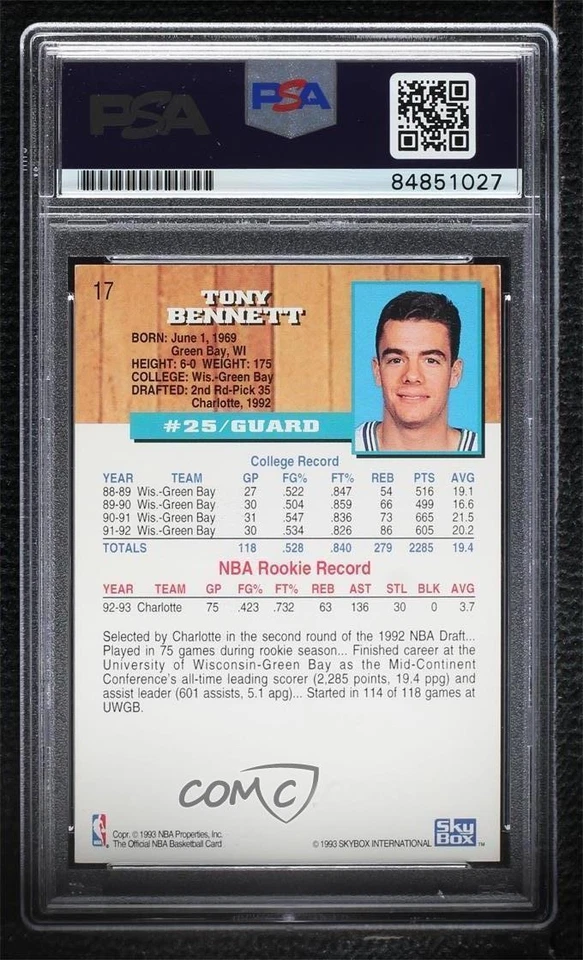 PSA
PSA
84851027
17
TONY
BENNETT
BORN: June 1, 1969
Green Bay, WI
HEIGHT: 6-0 WEIGHT: 175
COLLEGE: Wis.-Green Bay
DRAFTED: 2nd Rd-Pick 35
Charlotte, 1992
#25/GUARD
College Record
YEAR TEAM GP FG% FT% REB PTS AVG
88-89 Wis.-Green Bay 27 .522 .847 54 516 19.1
89-90 Wis.-Green Bay 30 .504 .859 66 499 16.6
90-91 Wis.-Green Bay 31 .547 .836 73 665 21.5
91-92 Wis.-Green Bay 30 .534 .826 86 605 20.2
TOTALS 118 .528 .840 279 2285 19.4
NBA Rookie Record
YEAR TEAM GP FG% FT% REB AST STL BLK AVG
92-93 Charlotte 75 .423 .732 63 136 30 0 3.7
Selected by Charlotte in the second round of the 1992 NBA Draft...
Played in 75 games during rookie season... Finished career at the
University of Wisconsin-Green Bay as the Mid-Continent
Conference's all-time leading scorer (2,285 points, 19.4 ppg) and
assist leader (601 assists, 5.1 apg)... Started in 114 of 118 games at
UWGB.
COMC
Copr. © 1993 NBA Properties, Inc.
The Official NBA Basketball Card
© 1993 SKYBOX INTERNATIONAL
Sky
Box TM